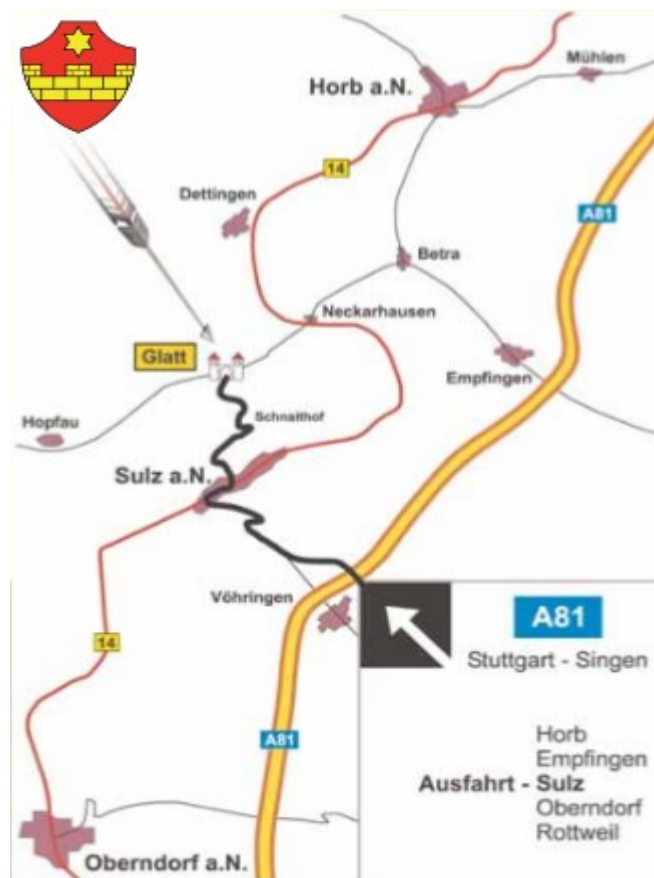 Mühlen
Horb a.N.
14
Dettingen
A81
Betra
Neckarhausen
Glatt
Empfingen
Schnaithof
Hopfau
Sulz a.N.
Vöhringen
A81
Stuttgart - Singen
14
A81
Horb
Empfingen
Ausfahrt - Sulz
Oberndorf
Rottweil
Oberndorf a.N.